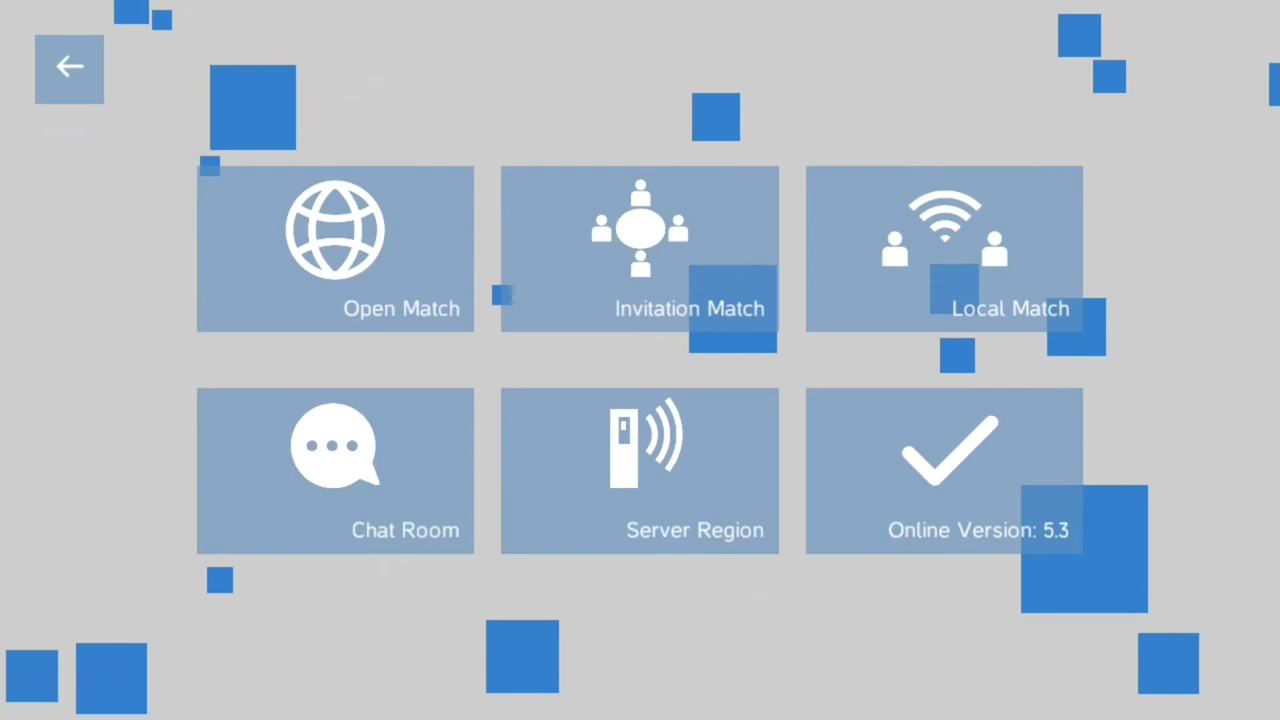 Open Match
Invitation Match
Local Match
Chat Room
Server Region
Online Version: 5.3